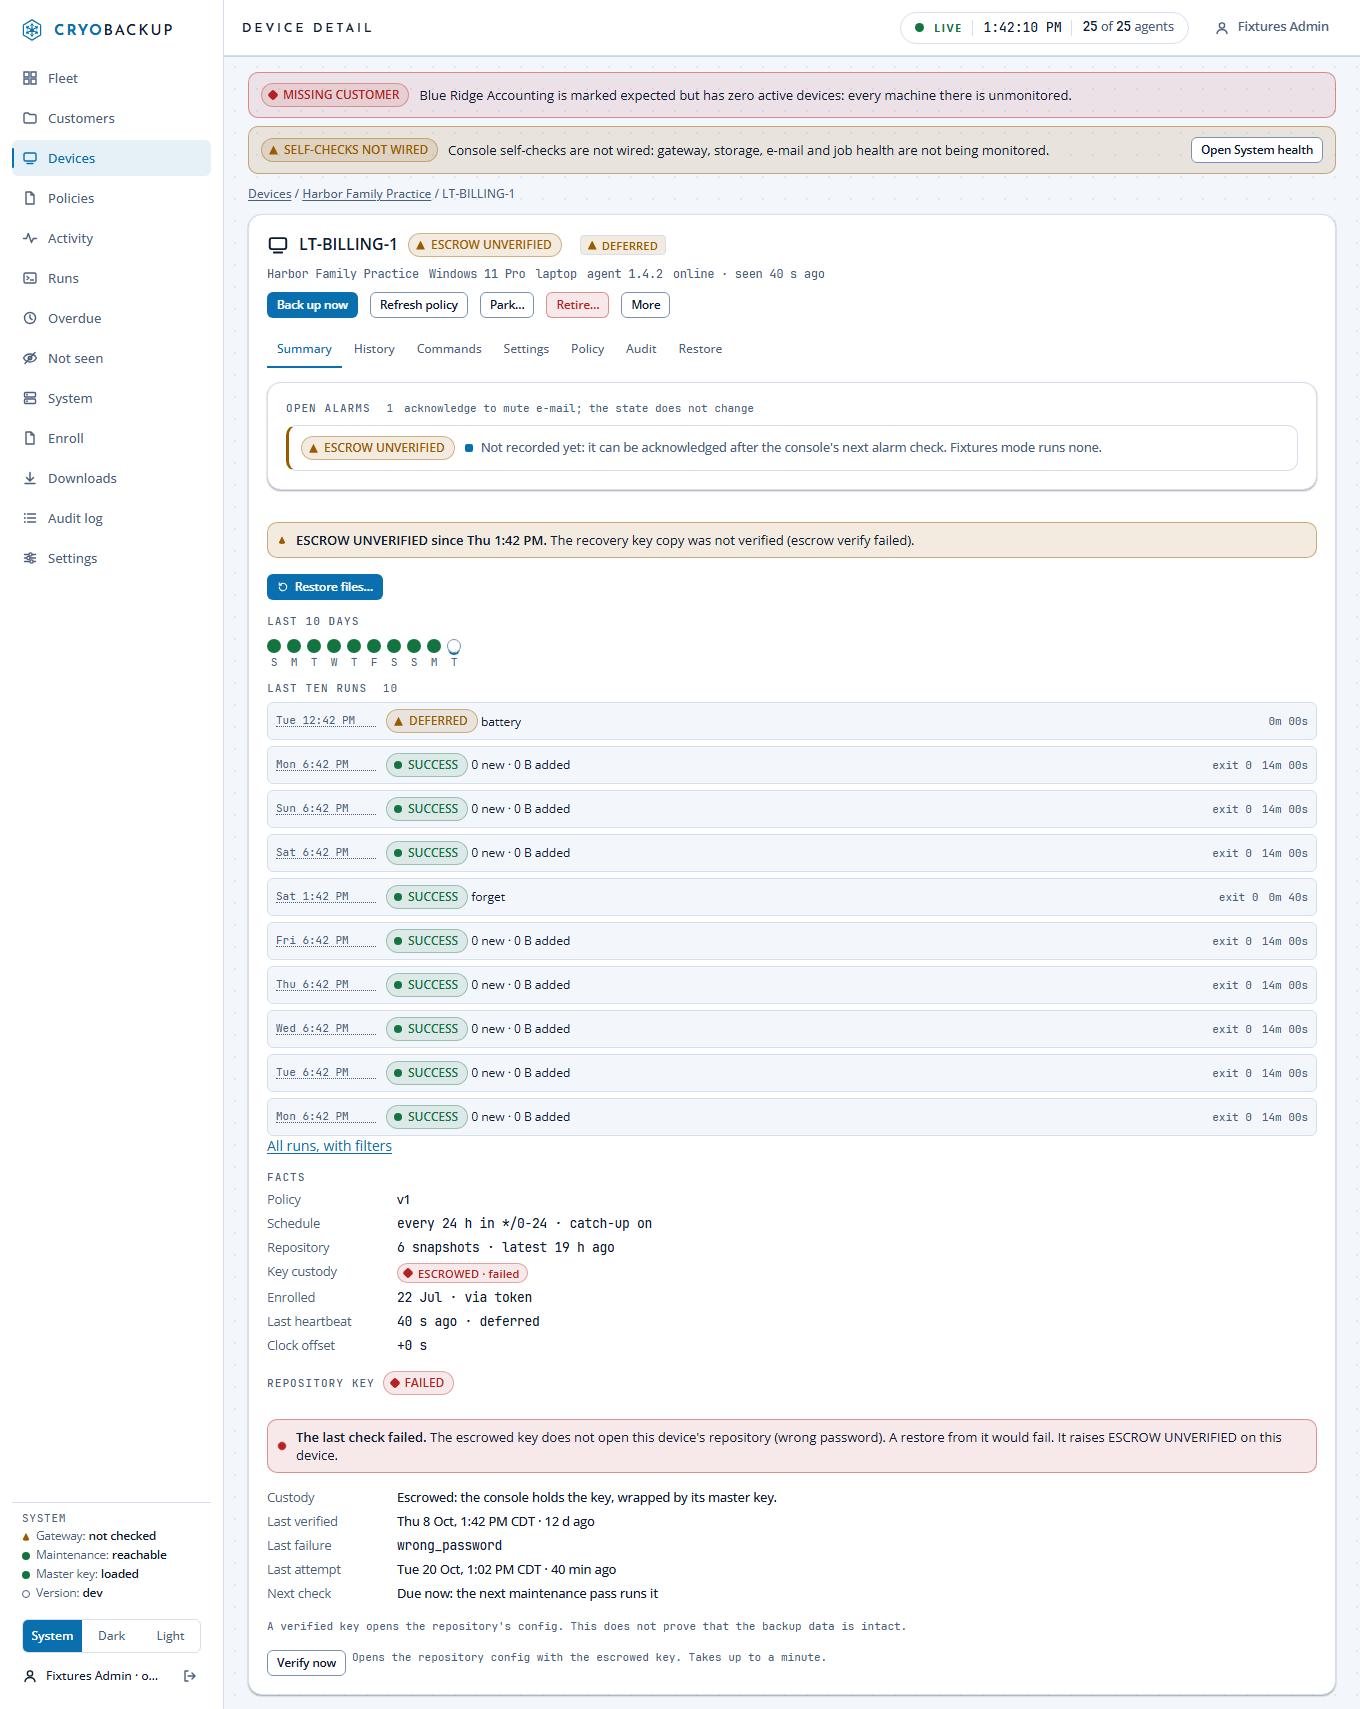 CRYOBACKUP
DEVICE DETAIL
LIVE 1:42:10 PM 25 of 25 agents
Fixtures Admin
Fleet
Customers
Devices
Policies
Activity
Runs
Overdue
Not seen
System
Enroll
Downloads
Audit log
Settings
MISSING CUSTOMER Blue Ridge Accounting is marked expected but has zero active devices: every machine there is unmonitored.
SELF-CHECKS NOT WIRED Console self-checks are not wired: gateway, storage, e-mail and job health are not being monitored. Open System health
Devices / Harbor Family Practice / LT-BILLING-1
LT-BILLING-1 ESCROW UNVERIFIED DEFERRED
Harbor Family Practice Windows 11 Pro laptop agent 1.4.2 online · seen 40 s ago
Back up now Refresh policy Park... Retire... More
Summary History Commands Settings Policy Audit Restore
OPEN ALARMS 1 acknowledge to mute e-mail; the state does not change
ESCROW UNVERIFIED Not recorded yet: it can be acknowledged after the console's next alarm check. Fixtures mode runs none.
ESCROW UNVERIFIED since Thu 1:42 PM. The recovery key copy was not verified (escrow verify failed).
Restore files...
LAST 10 DAYS
S M T W T F S S M T
LAST TEN RUNS 10
Tue 12:42 PM DEFERRED battery 0m 00s
Mon 6:42 PM SUCCESS 0 new · 0 B added exit 0 14m 00s
Sun 6:42 PM SUCCESS 0 new · 0 B added exit 0 14m 00s
Sat 6:42 PM SUCCESS 0 new · 0 B added exit 0 14m 00s
Sat 1:42 PM SUCCESS forget exit 0 0m 40s
Fri 6:42 PM SUCCESS 0 new · 0 B added exit 0 14m 00s
Thu 6:42 PM SUCCESS 0 new · 0 B added exit 0 14m 00s
Wed 6:42 PM SUCCESS 0 new · 0 B added exit 0 14m 00s
Tue 6:42 PM SUCCESS 0 new · 0 B added exit 0 14m 00s
Mon 6:42 PM SUCCESS 0 new · 0 B added exit 0 14m 00s
All runs, with filters
FACTS
Policy v1
Schedule every 24 h in */0-24 · catch-up on
Repository 6 snapshots · latest 19 h ago
Key custody ESCROWED · failed
Enrolled 22 Jul · via token
Last heartbeat 40 s ago · deferred
Clock offset +0 s
REPOSITORY KEY FAILED
The last check failed. The escrowed key does not open this device's repository (wrong password). A restore from it would fail. It raises ESCROW UNVERIFIED on this
device.
Custody Escrowed: the console holds the key, wrapped by its master key.
Last verified Thu 8 Oct, 1:42 PM CDT · 12 d ago
Last failure wrong_password
Last attempt Tue 20 Oct, 1:02 PM CDT · 40 min ago
Next check Due now: the next maintenance pass runs it
A verified key opens the repository's config. This does not prove that the backup data is intact.
Verify now Opens the repository config with the escrowed key. Takes up to a minute.
SYSTEM
Gateway: not checked
Maintenance: reachable
Master key: loaded
Version: dev
System Dark Light
Fixtures Admin · o...